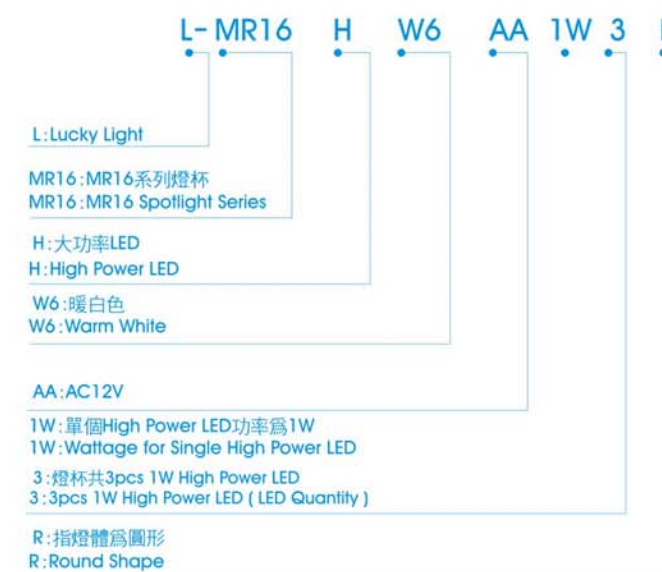 L- MR16 H W6 AA 1W 3
L:Lucky Light
MR16:MR16系列燈杯
MR16:MR16 Spotlight Series
H:大功率LED
H:High Power LED
W6:暖白色
W6:Warm White
AA:AC12V
1W:單個High Power LED功率爲1W
1W:Wattage for Single High Power LED
3:燈杯共3pcs 1W High Power LED
3:3pcs 1W High Power LED ( LED Quantity )
R:指燈體爲圓形
R:Round Shape